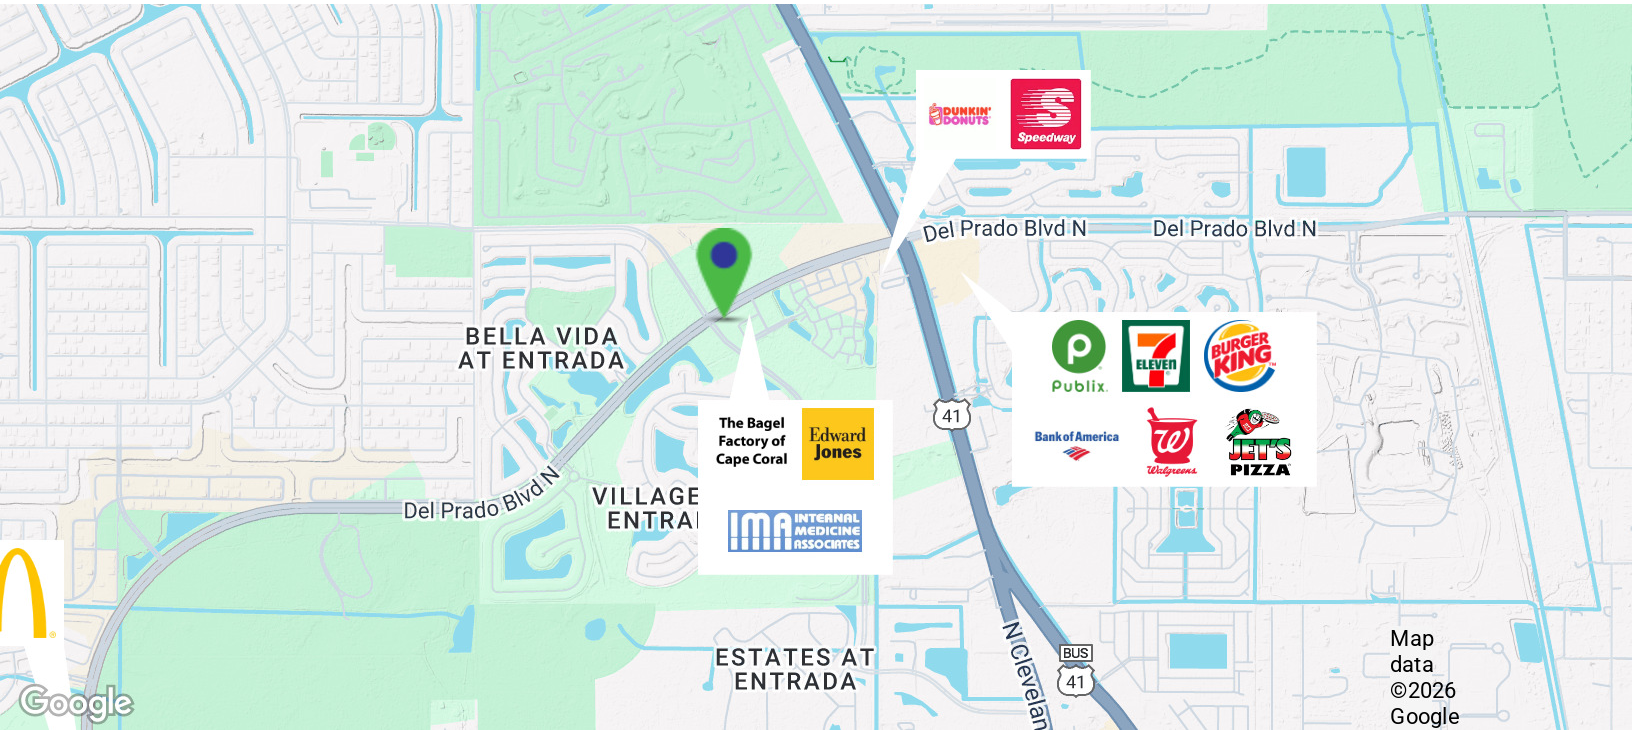 DUNKIN'
DONUTS
S
Speedway
Del Prado Blvd N
Del Prado Blvd N
BELLA VIDA
AT ENTRADA
P
Publix
7
ELEVEN
BURGER
KING
41
The Bagel
Factory of
Cape Coral
Edward
Jones
Bank of America
W
Walgreens
JET'S
PIZZA
Del Prado Blvd N
VILLAGE
ENTRA
IMA INTERNAL
MEDICINE
ASSOCIATES
N Clevelan
ESTATES AT
ENTRADA
BUS
41
Map
data
©2026
Google
Google